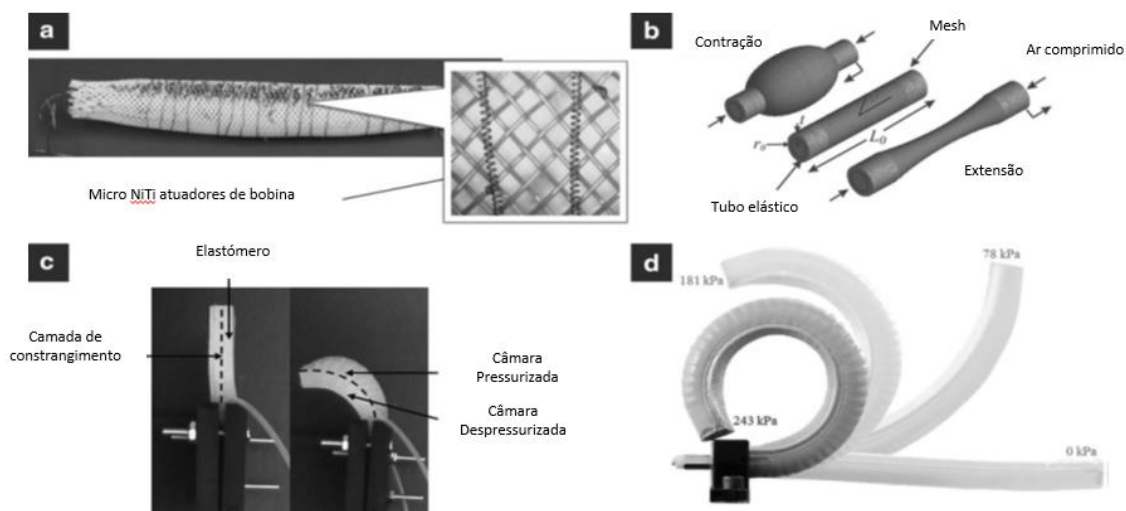 a
Micro NiTi atuadores de bobina
b
Contração
Mesh
Ar comprimido
t
r₀
L₀
Tubo elástico
Extensão
c
Elastómero
Camada de
constrangimento
Câmara
Pressurizada
Câmara
Despressurizada
d
181 kPa
78 kPa
243 kPa
0 kPa